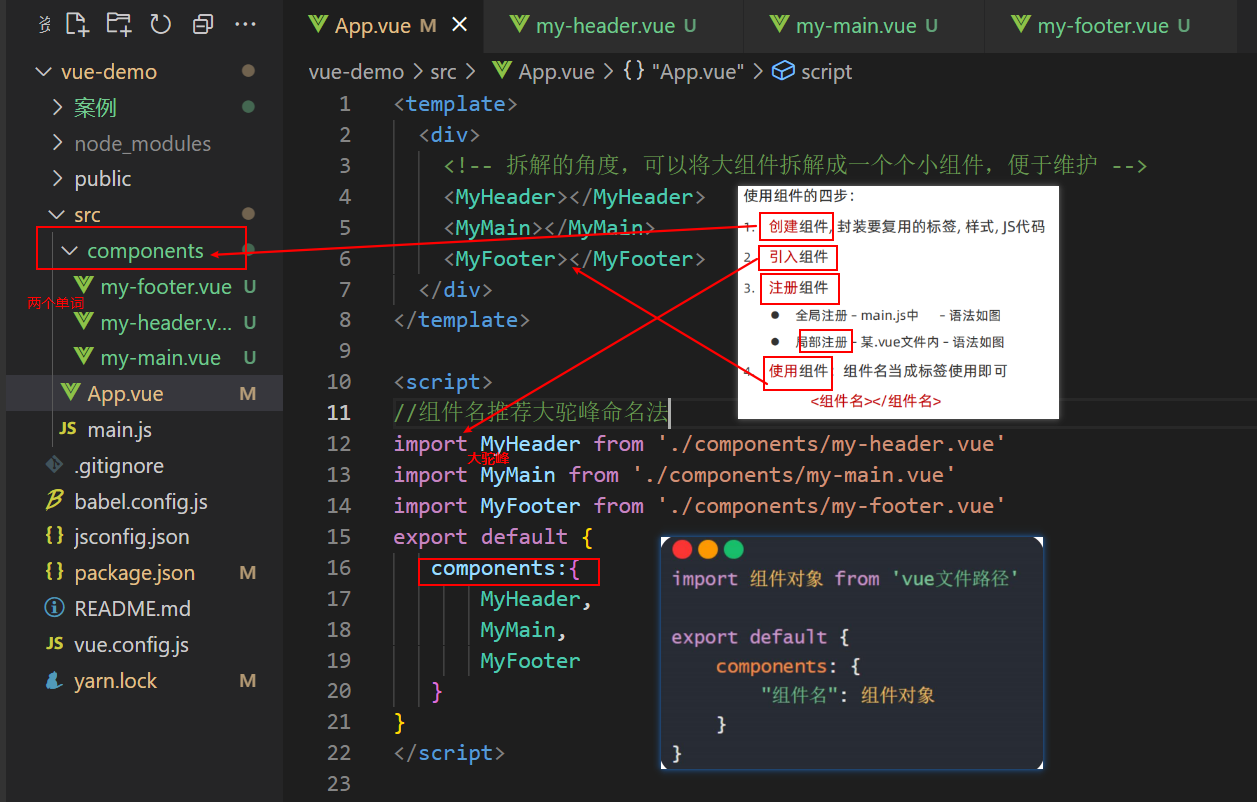 App.vue M
my-header.vue U
my-main.vue U
my-footer.vue U
vue-demo
案例
node_modules
public
src
components
my-footer.vue U
两个单词
my-header.v... U
my-main.vue U
App.vue M
JS main.js
.gitignore
babel.config.js
{} jsconfig.json
{} package.json M
README.md
JS vue.config.js
yarn.lock M
vue-demo > src > App.vue > {} "App.vue" > script
1 <template>
2 <div>
3 <!-- 拆解的角度，可以将大组件拆解成一个个小组件，便于维护 -->
4 <MyHeader></MyHeader>
5 <MyMain></MyMain>
6 <MyFooter></MyFooter>
7 </div>
8 </template>
9
10 <script>
11 //组件名推荐大驼峰命名法
12 import MyHeader from './components/my-header.vue'
大驼峰
13 import MyMain from './components/my-main.vue'
14 import MyFooter from './components/my-footer.vue'
15 export default {
16 components:{
17 MyHeader,
18 MyMain,
19 MyFooter
20 }
21 }
22 </script>
23
使用组件的四步：
1. 创建组件, 封装要复用的标签, 样式, JS代码
2. 引入组件
3. 注册组件
● 全局注册 – main.js中 – 语法如图
● 局部注册 – 某.vue文件内 – 语法如图
4. 使用组件 组件名当成标签使用即可
<组件名></组件名>
import 组件对象 from 'vue文件路径'
export default {
components: {
"组件名": 组件对象
}
}